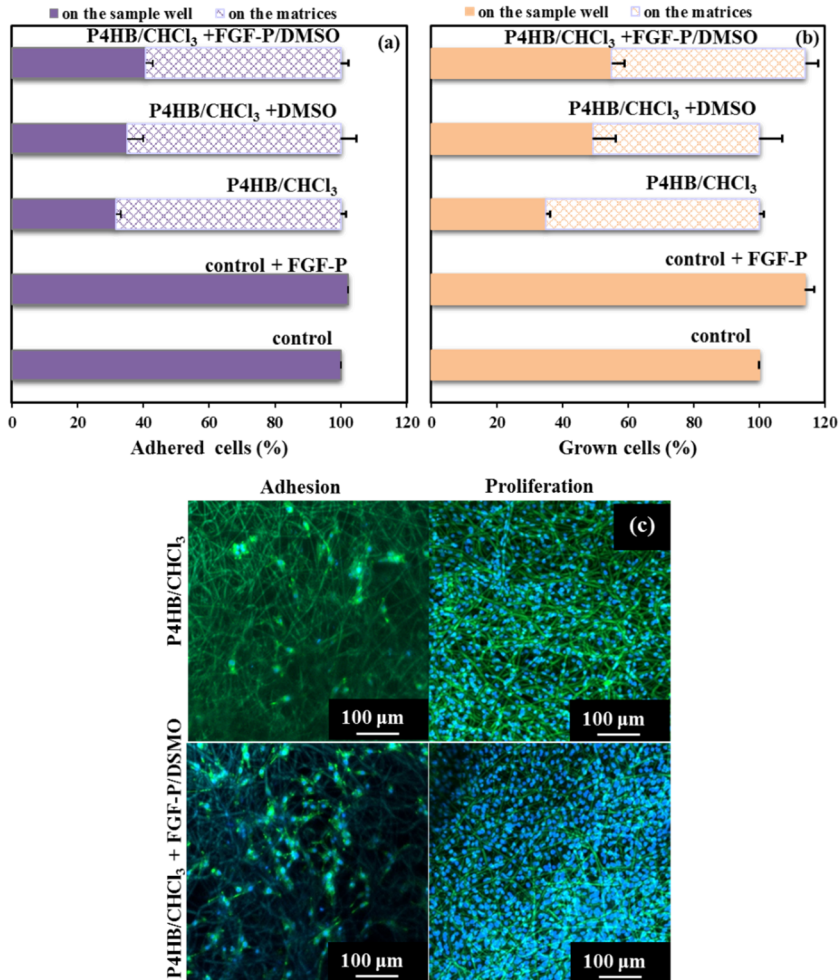 on the sample well on the matrices
P4HB/CHCl₃ +FGF-P/DMSO (a)
P4HB/CHCl₃ +DMSO
P4HB/CHCl₃
control + FGF-P
control
0 20 40 60 80 100 120
Adhered cells (%)
on the sample well on the matrices
P4HB/CHCl₃ +FGF-P/DMSO (b)
P4HB/CHCl₃ +DMSO
P4HB/CHCl₃
control + FGF-P
control
0 20 40 60 80 100 120
Grown cells (%)
Adhesion Proliferation
P4HB/CHCl₃
(c)
100 µm 100 µm
P4HB/CHCl₃ + FGF-P/DSMO
100 µm 100 µm